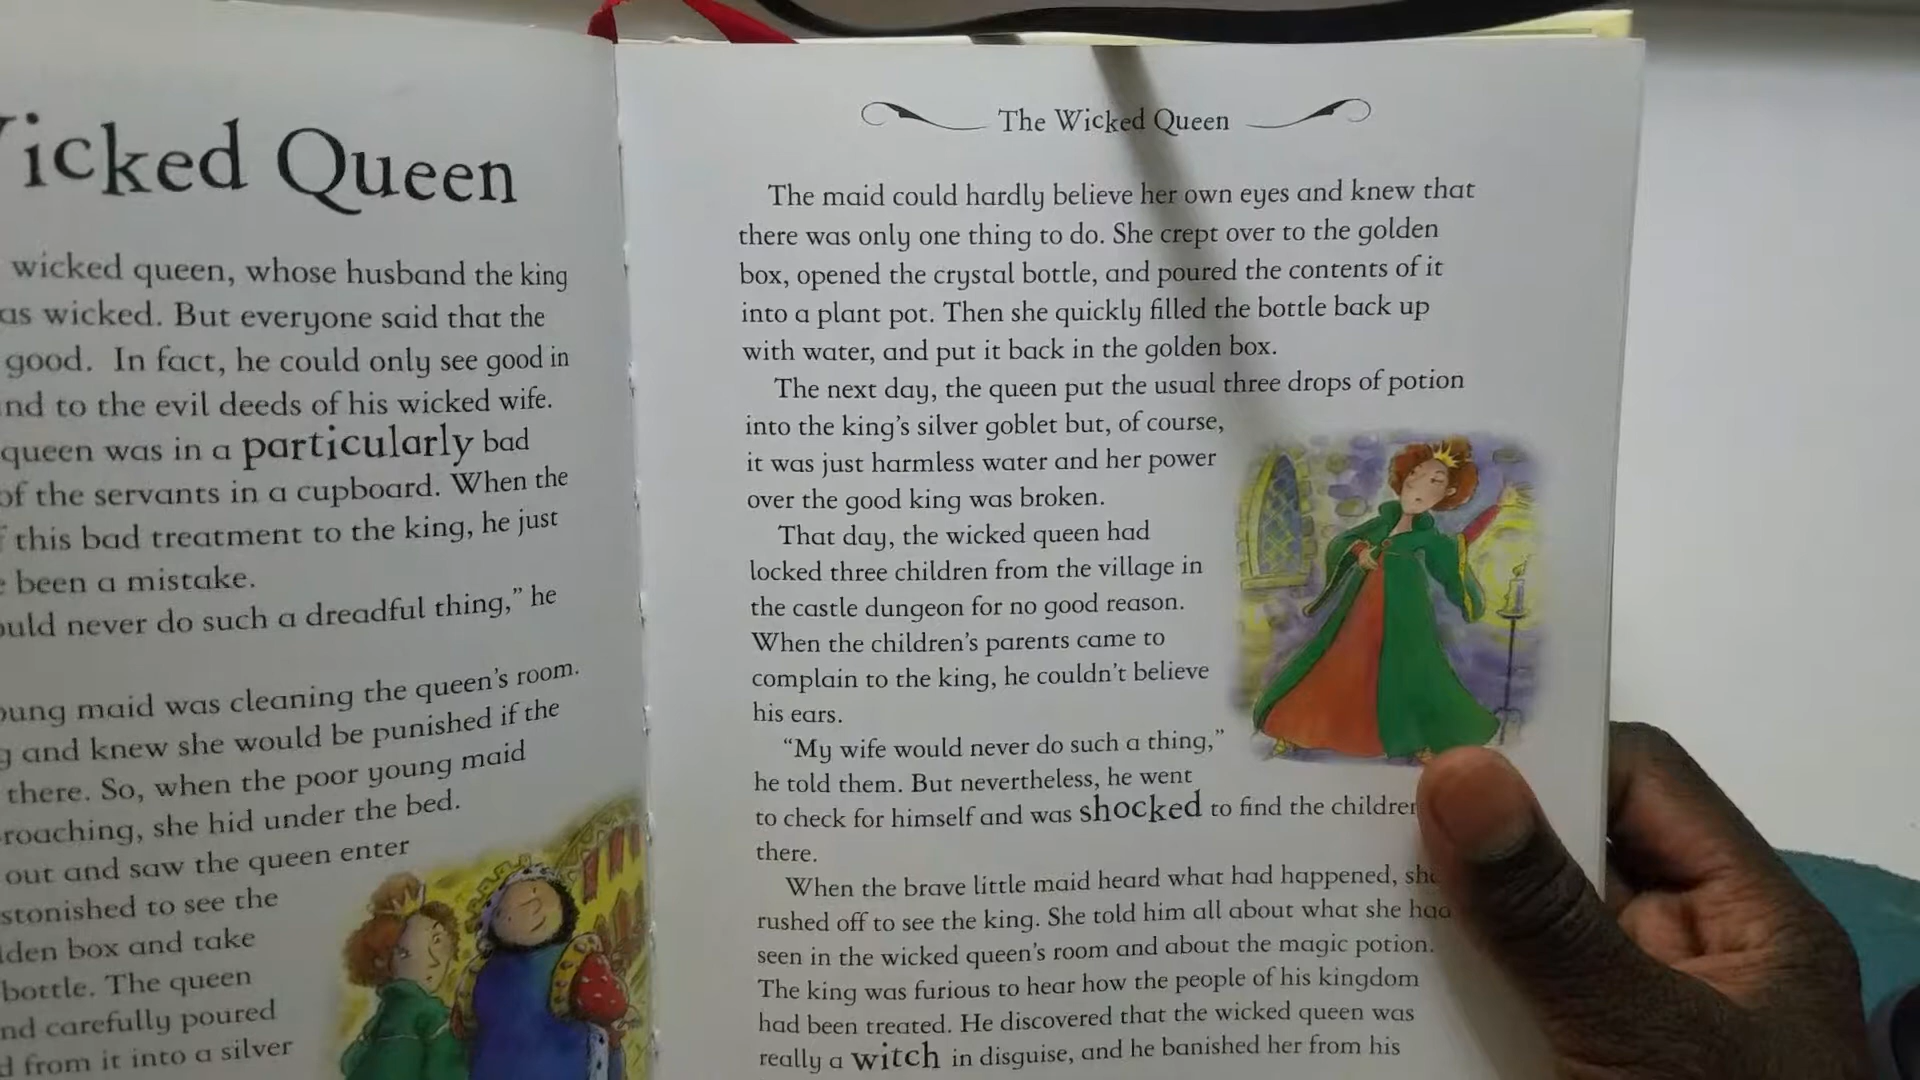 icked Queen
wicked queen, whose husband the king
as wicked. But everyone said that the
good. In fact, he could only see good in
nd to the evil deeds of his wicked wife.
queen was in a particularly bad
of the servants in a cupboard. When the
this bad treatment to the king, he just
been a mistake.
ould never do such a dreadful thing,” he
oung maid was cleaning the queen's room.
and knew she would be punished if the
there. So, when the poor young maid
roaching, she hid under the bed.
out and saw the queen enter
stonished to see the
lden box and take
bottle. The queen
nd carefully poured
d from it into a silver
The Wicked Queen
The maid could hardly believe her own eyes and knew that
there was only one thing to do. She crept over to the golden
box, opened the crystal bottle, and poured the contents of it
into a plant pot. Then she quickly filled the bottle back up
with water, and put it back in the golden box.
The next day, the queen put the usual three drops of potion
into the king's silver goblet but, of course,
it was just harmless water and her power
over the good king was broken.
That day, the wicked queen had
locked three children from the village in
the castle dungeon for no good reason.
When the children's parents came to
complain to the king, he couldn't believe
his ears.
“My wife would never do such a thing,”
he told them. But nevertheless, he went
to check for himself and was shocked to find the children
there.
When the brave little maid heard what had happened, she
rushed off to see the king. She told him all about what she had
seen in the wicked queen's room and about the magic potion.
The king was furious to hear how the people of his kingdom
had been treated. He discovered that the wicked queen was
really a witch in disguise, and he banished her from his